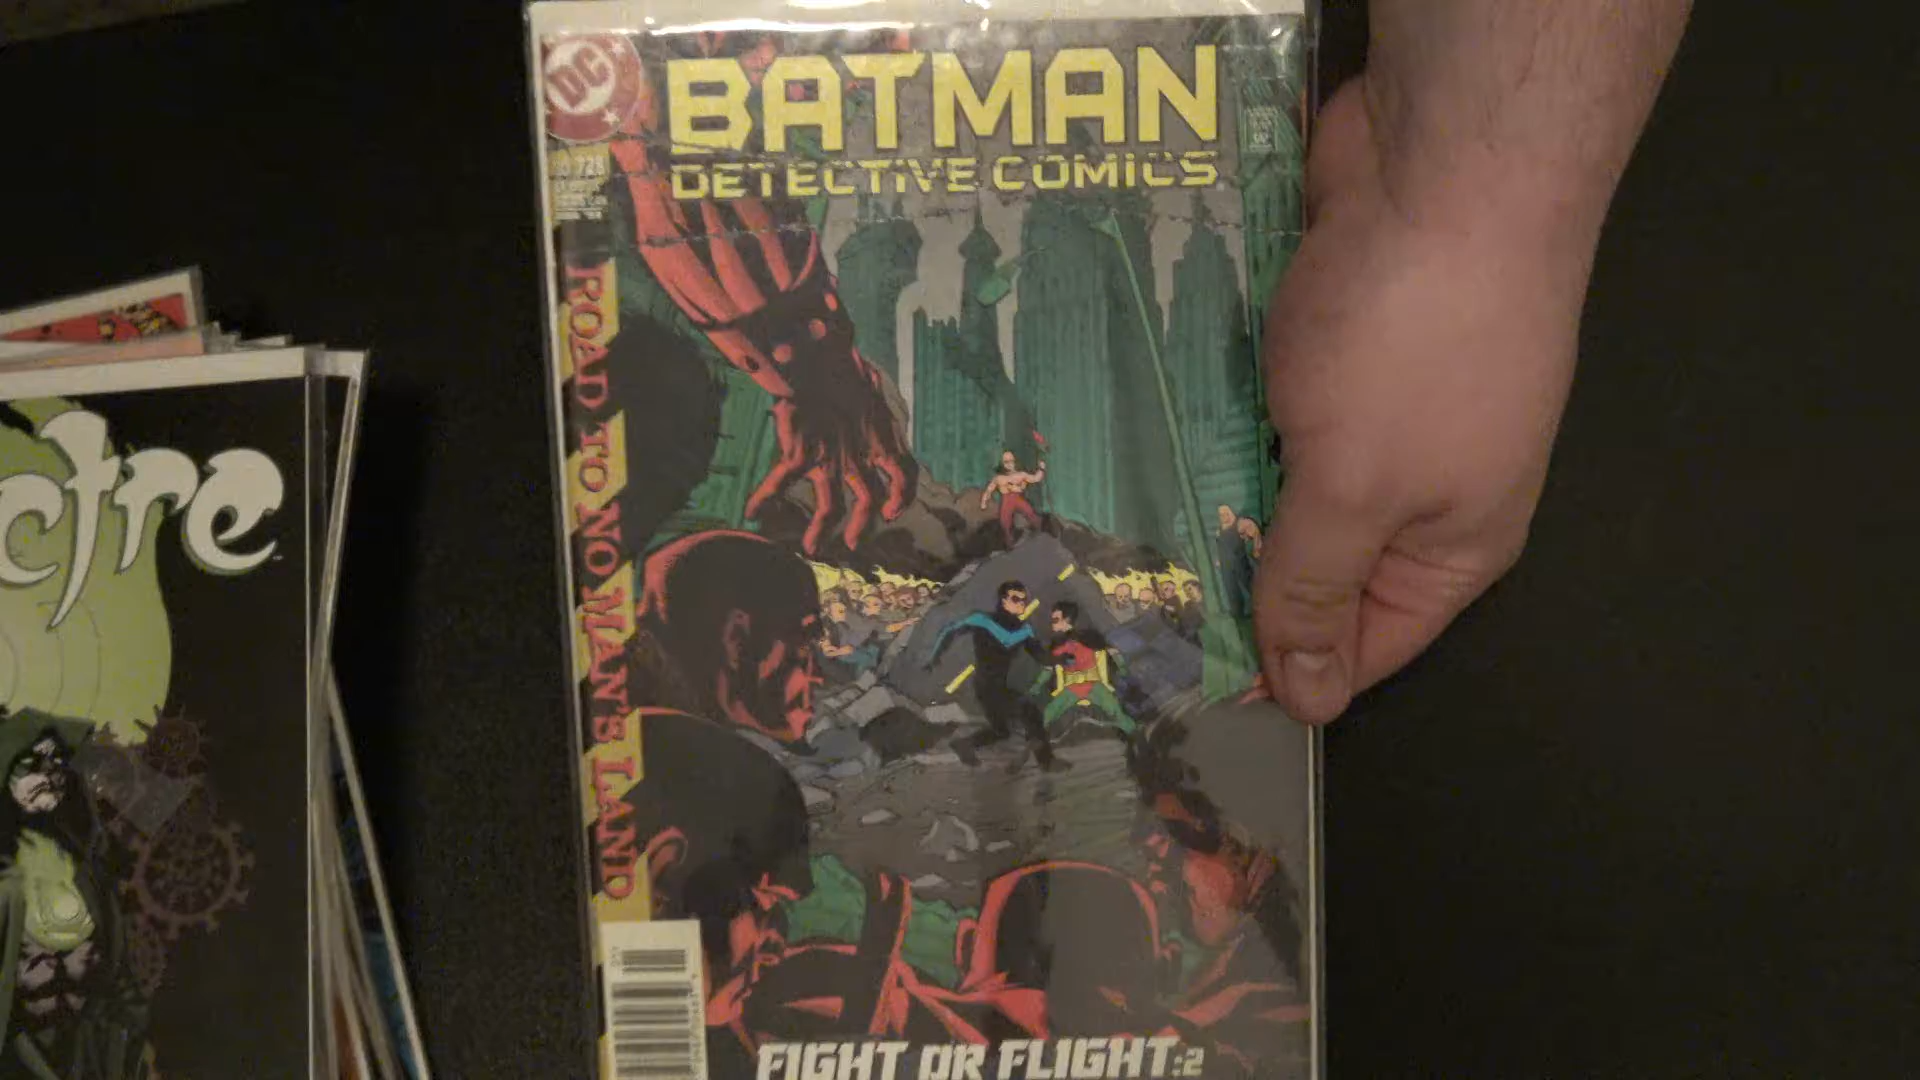 DC
BATMAN
DETECTIVE COMICS
ROAD TO NO MAN'S LAND
FIGHT OR FLIGHT:2
ctre